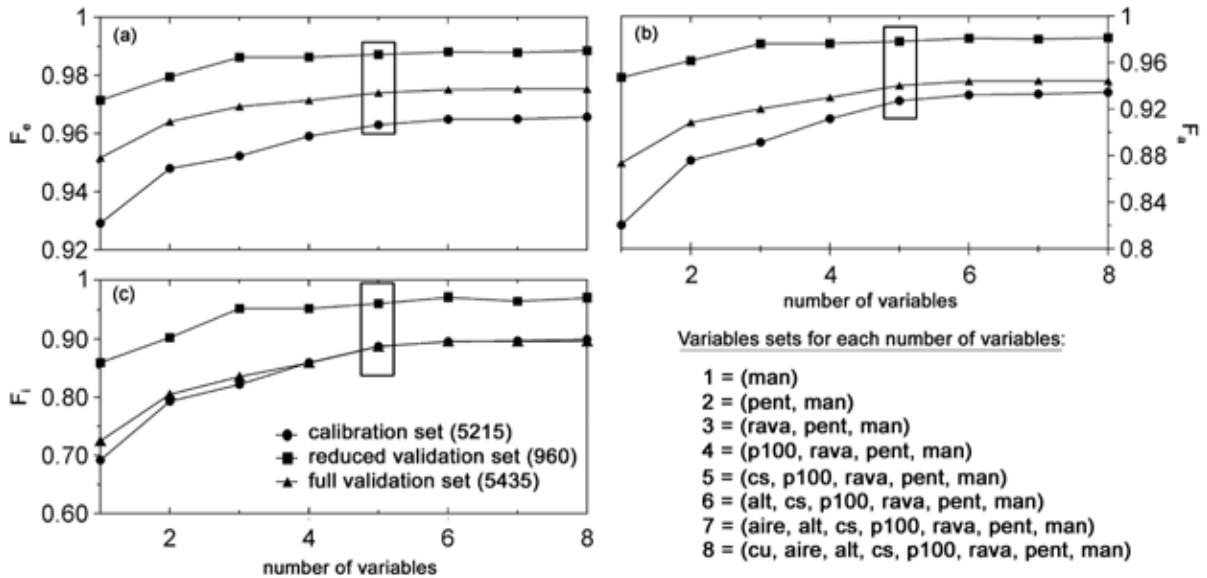 (a)
1
0.98
0.96
0.94
0.92
F_e
(b)
1
0.96
0.92
0.88
0.84
0.8
F_a
2
4
6
8
number of variables
(c)
1
0.90
0.80
0.70
0.60
F_i
calibration set (5215)
reduced validation set (960)
full validation set (5435)
2
4
6
8
number of variables
Variables sets for each number of variables:
1 = (man)
2 = (pent, man)
3 = (rava, pent, man)
4 = (p100, rava, pent, man)
5 = (cs, p100, rava, pent, man)
6 = (alt, cs, p100, rava, pent, man)
7 = (aire, alt, cs, p100, rava, pent, man)
8 = (cu, aire, alt, cs, p100, rava, pent, man)